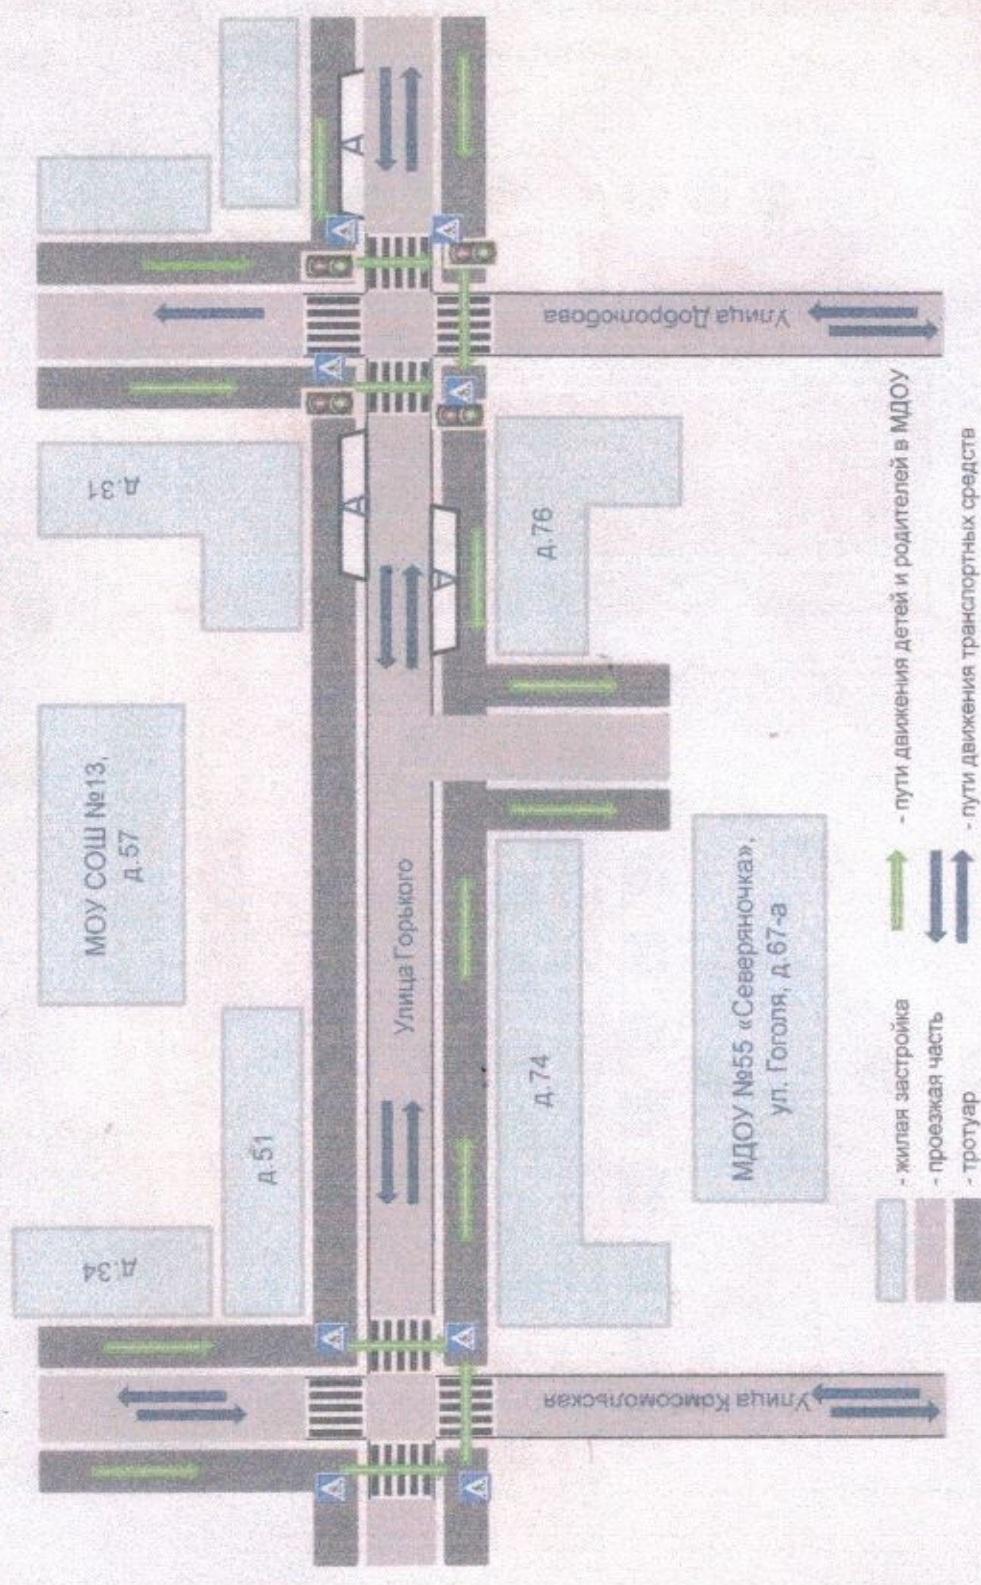 МОУ СОШ №13,
д.57
д.31
д.34
д.51
А
А
А
Улица Горького
Улица Добролюбова
Улица Комсомольская
д.76
д.74
МДОУ №55 «Северяночка»,
ул. Гоголя, д.67-а
- жилая застройка
- проезжая часть
- тротуар
- пути движения детей и родителей в МДОУ
- пути движения транспортных средств